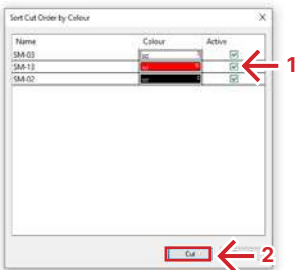 Sort Cut Order by Colour
Name Colour Active
SM-03
SM-13 1
SM-02
Cut 2